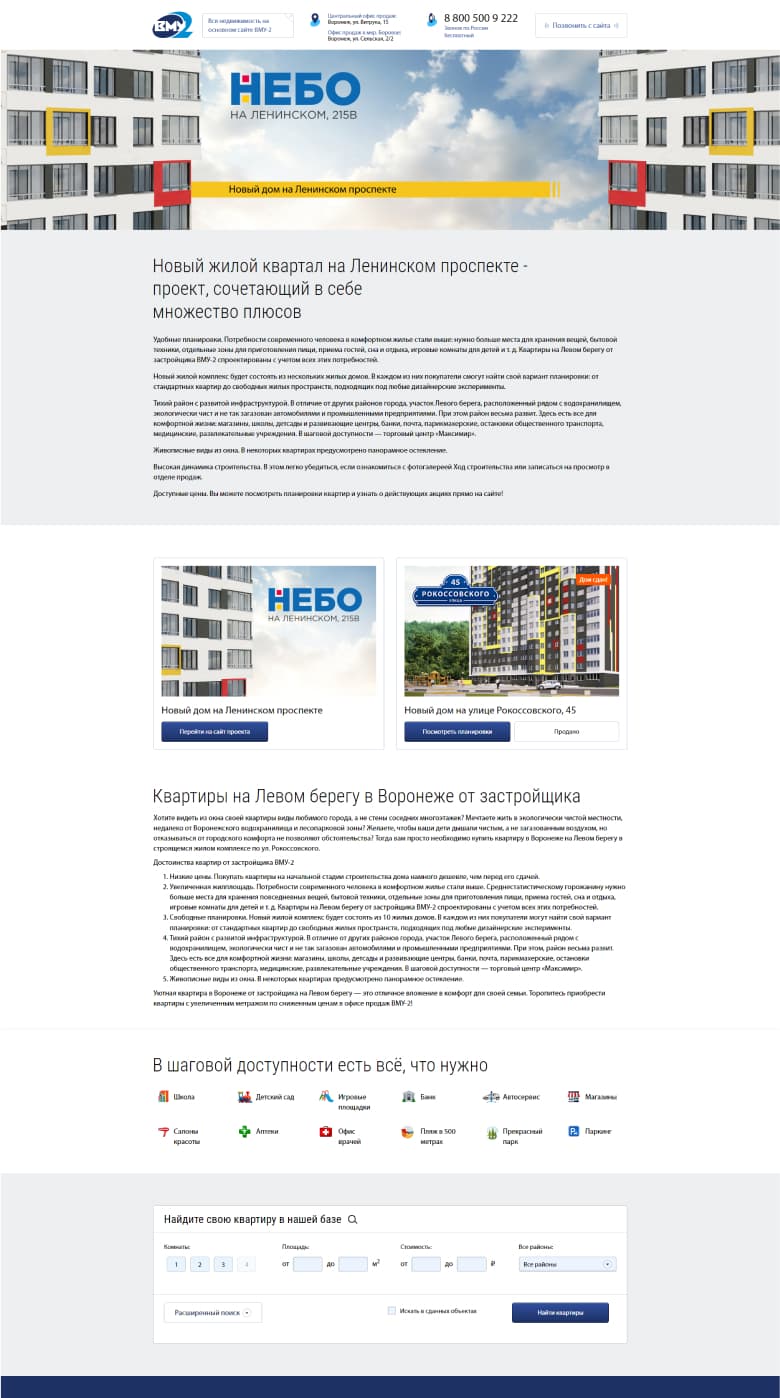 ВМУ2
Вся недвижимость на
основном сайте ВМУ-2
Центральный офис продаж:
Воронеж, ул. Ватрука, 15
Офис продаж в мкр. Боровое:
Воронеж, ул. Сельская, 2/2
8 800 500 9 222
Звонок по России
бесплатный
Позвонить с сайта
НЕБО
НА ЛЕНИНСКОМ, 215В
Новый дом на Ленинском проспекте
Новый жилой квартал на Ленинском проспекте -
проект, сочетающий в себе
множество плюсов
Удобные планировки. Потребности современного человека в комфортном жилье стали выше: нужно больше места для хранения вещей, бытовой
техники, отдельные зоны для приготовления пищи, приема гостей, сна и отдыха, игровые комнаты для детей и т. д. Квартиры на Левом берегу от
застройщика ВМУ-2 спроектированы с учетом всех этих потребностей.
Новый жилой комплекс будет состоять из нескольких жилых домов. В каждом из них покупатели смогут найти свой вариант планировки: от
стандартных квартир до свободных жилых пространств, подходящих под любые дизайнерские эксперименты.
Тихий район с развитой инфраструктурой. В отличие от других районов города, участок Левого берега, расположенный рядом с водохранилищем,
экологически чист и не так загазован автомобилями и промышленными предприятиями. При этом район весьма развит. Здесь есть все для
комфортной жизни: магазины, школы, детсады и развивающие центры, банки, почта, парикмахерские, остановки общественного транспорта,
медицинские, развлекательные учреждения. В шаговой доступности — торговый центр «Максимир».
Живописные виды из окна. В некоторых квартирах предусмотрено панорамное остекление.
Высокая динамика строительства. В этом легко убедиться, если ознакомиться с фотогалереей Ход строительства или записаться на просмотр в
отделе продаж.
Доступные цены. Вы можете посмотреть планировки квартир и узнать о действующих акциях прямо на сайте!
НЕБО
НА ЛЕНИНСКОМ, 215В
Новый дом на Ленинском проспекте
Перейти на сайт проекта
45
РОКОССОВСКОГО
УЛИЦА
Дом сдан!
Новый дом на улице Рокоссовского, 45
Посмотреть планировки
Продано
Квартиры на Левом берегу в Воронеже от застройщика
Хотите видеть из окна своей квартиры виды любимого города, а не стены соседних многоэтажек? Мечтаете жить в экологически чистой местности,
недалеко от Воронежского водохранилища и лесопарковой зоны? Желаете, чтобы ваши дети дышали чистым, а не загазованным воздухом, но
отказываться от городского комфорта не позволяют обстоятельства? Тогда вам просто необходимо купить квартиру в Воронеже на Левом берегу в
строящемся жилом комплексе по ул. Рокоссовского.
Достоинства квартир от застройщика ВМУ-2
1. Низкие цены. Покупать квартиры на начальной стадии строительства дома намного дешевле, чем перед его сдачей.
2. Увеличенная жилплощадь. Потребности современного человека в комфортном жилье стали выше. Среднестатистическому горожанину нужно
больше места для хранения повседневных вещей, бытовой техники, отдельные зоны для приготовления пищи, приема гостей, сна и отдыха,
игровые комнаты для детей и т. д. Квартиры на Левом берегу от застройщика ВМУ-2 спроектированы с учетом всех этих потребностей.
3. Свободные планировки. Новый жилой комплекс будет состоять из 10 жилых домов. В каждом из них покупатели могут найти свой вариант
планировки: от стандартных квартир до свободных жилых пространств, подходящих под любые дизайнерские эксперименты.
4. Тихий район с развитой инфраструктурой. В отличие от других районов города, участок Левого берега, расположенный рядом с
водохранилищем, экологически чист и не так загазован автомобилями и промышленными предприятиями. При этом, район весьма развит.
Здесь есть все для комфортной жизни: магазины, школы, детсады и развивающие центры, банки, почта, парикмахерские, остановки
общественного транспорта, медицинские, развлекательные учреждения. В шаговой доступности — торговый центр «Максимир».
5. Живописные виды из окна. В некоторых квартирах предусмотрено панорамное остекление.
Уютная квартира в Воронеже от застройщика на Левом берегу — это отличное вложение в комфорт для своей семьи. Торопитесь приобрести
квартиры с увеличенным метражом по сниженным ценам в офисе продаж ВМУ-2!
В шаговой доступности есть всё, что нужно
Школа
Детский сад
Игровые
площадки
Банк
Автосервис
Магазины
Салоны
красоты
Аптеки
Офис
врачей
Пляж в 500
метрах
Прекрасный
парк
Паркинг
Найдите свою квартиру в нашей базе
Комнаты:
Площадь:
Стоимость:
Все районы:
1 2 3 4
от до м²
от до ₽
Все районы
Расширенный поиск
Искать в сданных объектах
Найти квартиры